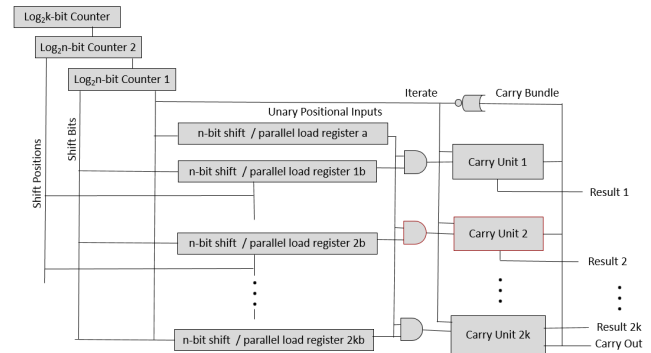 Log₂k-bit Counter
Log₂n-bit Counter 2
Log₂n-bit Counter 1
Iterate
Carry Bundle
Unary Positional Inputs
Shift Positions
Shift Bits
n-bit shift / parallel load register a
n-bit shift / parallel load register 1b
Carry Unit 1
Result 1
n-bit shift / parallel load register 2b
Carry Unit 2
Result 2
n-bit shift / parallel load register 2kb
Carry Unit 2k
Result 2k
Carry Out